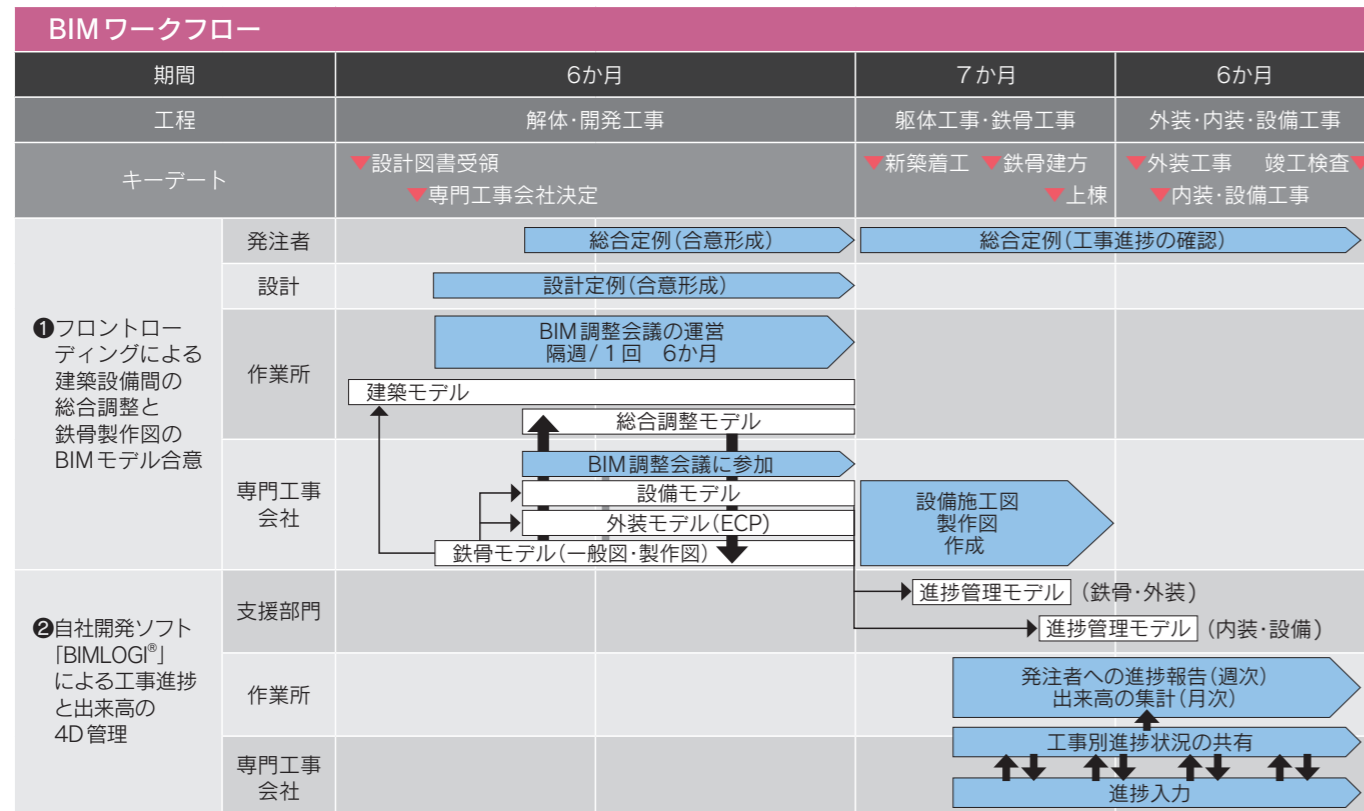 BIMワークフロー
期間 6か月 7か月 6か月
工程 解体・開発工事 躯体工事・鉄骨工事 外装・内装・設備工事
キーデート
▼設計図書受領
▼専門工事会社決定
▼新築着工 ▼鉄骨建方
▼上棟
▼外装工事 竣工検査▼
▼内装・設備工事
❶フロントロー
ディングによる
建築設備間の
総合調整と
鉄骨製作図の
BIMモデル合意
発注者
総合定例(合意形成)
総合定例(工事進捗の確認)
設計
設計定例(合意形成)
作業所
BIM調整会議の運営
隔週/1回 6か月
建築モデル
総合調整モデル
専門工事
会社
BIM調整会議に参加
設備モデル
外装モデル(ECP)
鉄骨モデル(一般図・製作図)
設備施工図
製作図
作成
❷自社開発ソフト
「BIMLOGI®」
による工事進捗
と出来高の
4D管理
支援部門
進捗管理モデル (鉄骨・外装)
進捗管理モデル (内装・設備)
作業所
発注者への進捗報告(週次)
出来高の集計(月次)
工事別進捗状況の共有
専門工事
会社
進捗入力